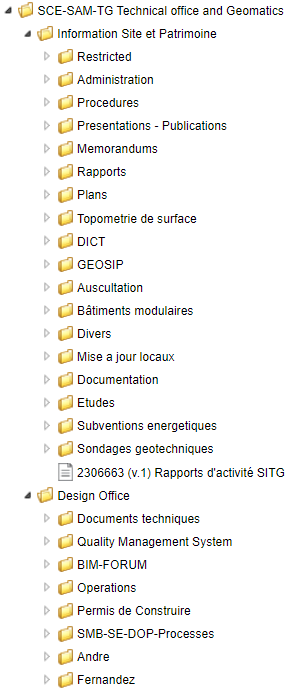 SCE-SAM-TG Technical office and Geomatics
Information Site et Patrimoine
Restricted
Administration
Procedures
Presentations - Publications
Memorandums
Rapports
Plans
Topometrie de surface
DICT
GEOSIP
Auscultation
Bâtiments modulaires
Divers
Mise a jour locaux
Documentation
Etudes
Subventions energetiques
Sondages geotechniques
2306663 (v.1) Rapports d'activité SITG
Design Office
Documents techniques
Quality Management System
BIM-FORUM
Operations
Permis de Construire
SMB-SE-DOP-Processes
Andre
Fernandez